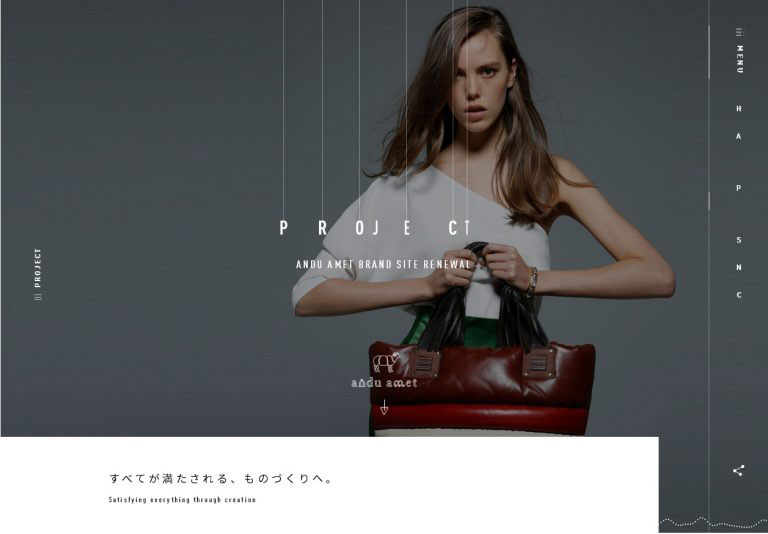 MENU
H
A
P
S
N
C
PROJECT
PROJECT
ANDU AMET BRAND SITE RENEWAL
andu amet
すべてが満たされる、ものづくりへ。
Satisfying everything through creation